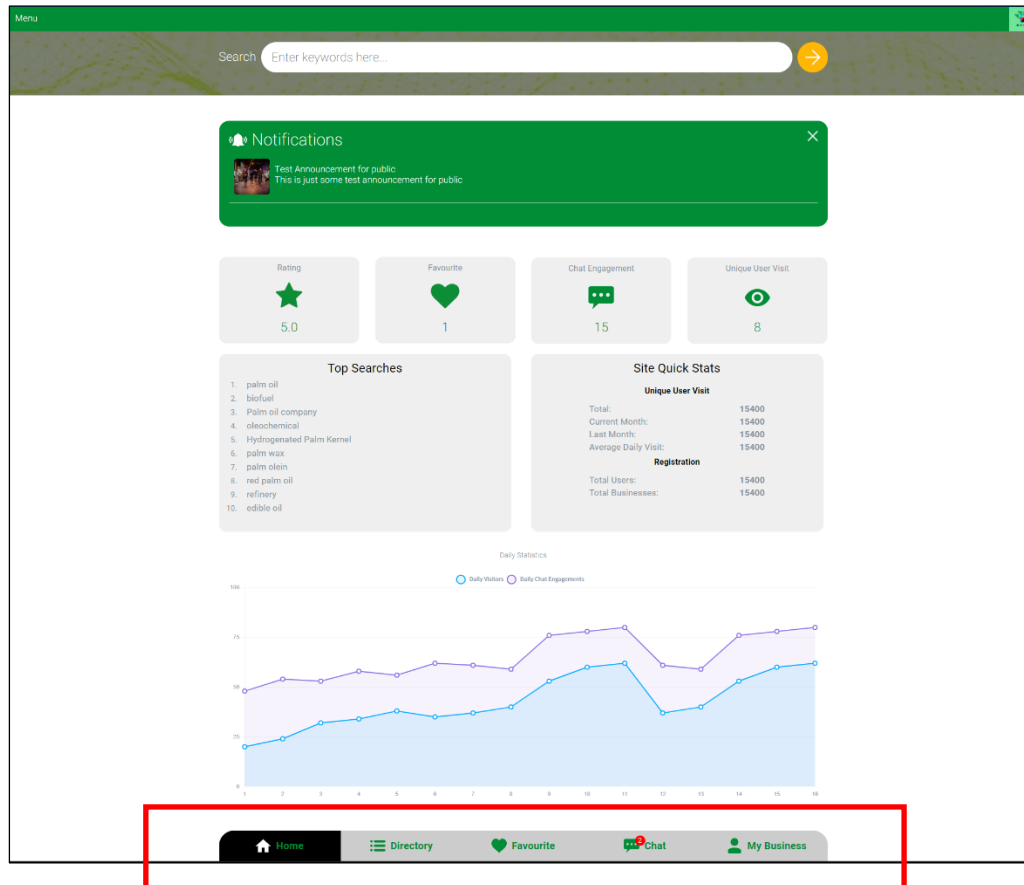 Menu
Search Enter keywords here...
Notifications
Test Announcement for public
This is just some test announcement for public
Rating
5.0
Favourite
1
Chat Engagement
15
Unique User Visit
8
Top Searches
1. palm oil
2. biofuel
3. Palm oil company
4. oleochemical
5. Hydrogenated Palm Kernel
6. palm wax
7. palm olein
8. red palm oil
9. refinery
10. edible oil
Site Quick Stats
Unique User Visit
Total: 15400
Current Month: 15400
Last Month: 15400
Average Daily Visit: 15400
Registration
Total Users: 15400
Total Businesses: 15400
Daily Statistics
Daily Visitors Daily Chat Engagements
75
25
0
1 2 3 4 5 6 7 8 9 10 11 12 13 14 15 16
Home Directory Favourite 2 Chat My Business